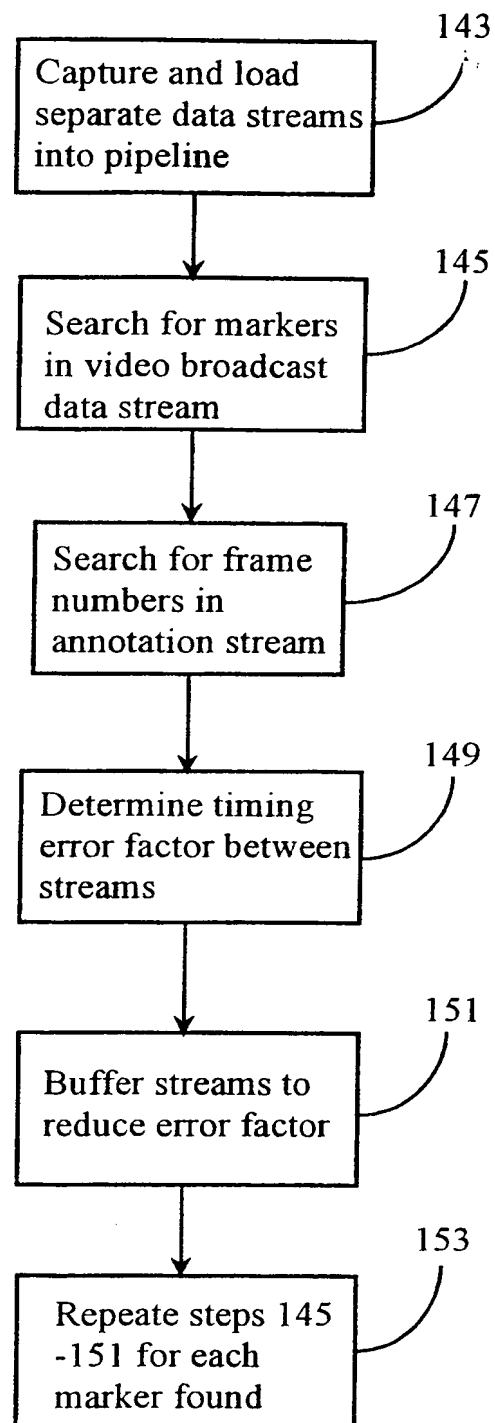 143
Capture and load
separate data streams
into pipeline
145
Search for markers
in video broadcast
data stream
147
Search for frame
numbers in
annotation stream
149
Determine timing
error factor between
streams
151
Buffer streams to
reduce error factor
153
Repeat steps 145
-151 for each
marker found